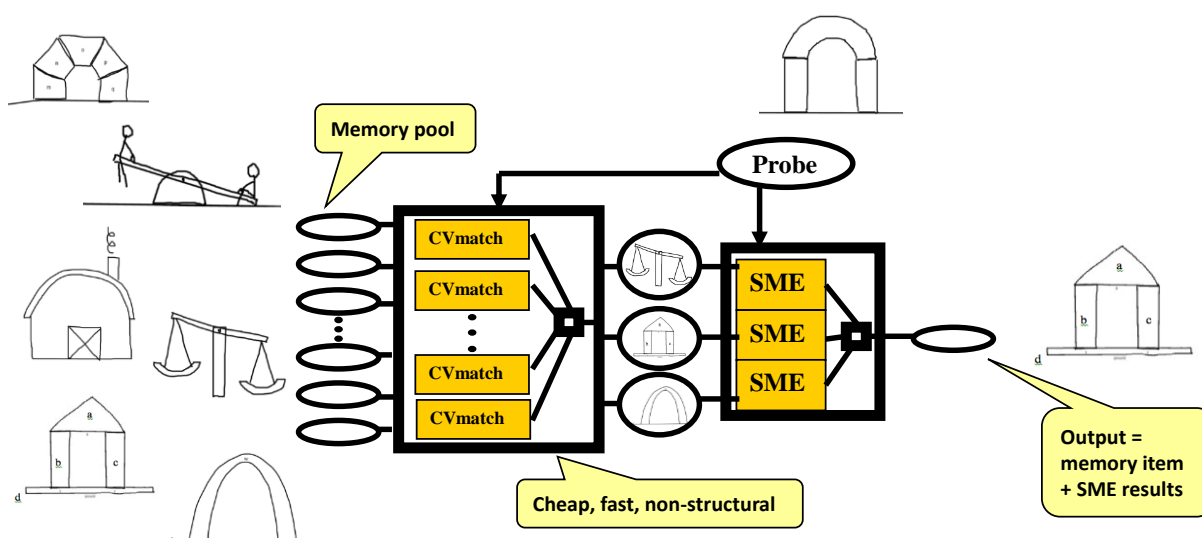 Memory pool
Probe
CVmatch
CVmatch
CVmatch
CVmatch
SME
SME
SME
Cheap, fast, non-structural
Output =
memory item
+ SME results
a
b
c
d
a
b
c
d